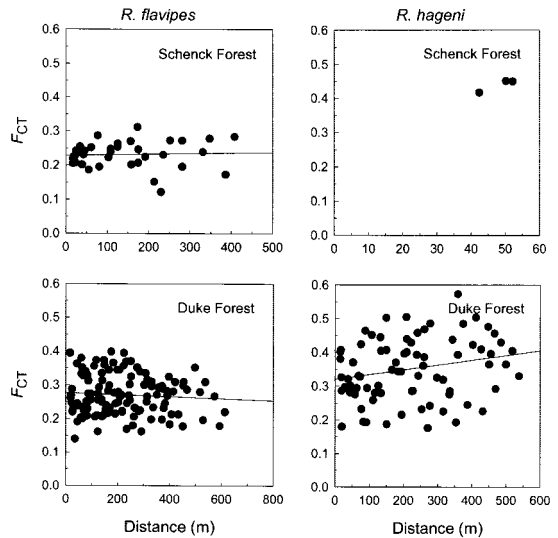 R. flavipes
R. hageni
0.6
0.5
0.4
0.3
0.2
0.1
0.0
FCT
Schenck Forest
0 100 200 300 400 500
0.6
0.5
0.4
0.3
0.2
0.1
0.0
Schenck Forest
0 10 20 30 40 50 60
0.6
0.5
0.4
0.3
0.2
0.1
0.0
FCT
Duke Forest
0 200 400 600 800
Distance (m)
0.6
0.5
0.4
0.3
0.2
0.1
0.0
Duke Forest
0 100 200 300 400 500 600
Distance (m)